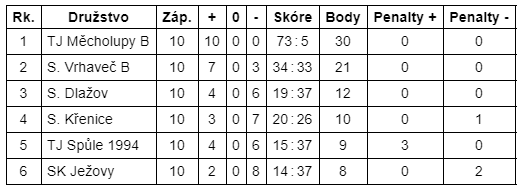 Rk. Družstvo Záp. + 0 - Skóre Body Penalty + Penalty -
1 TJ Měcholupy B 10 10 0 0 73:5 30 0 0
2 S. Vrhaveč B 10 7 0 3 34:33 21 0 0
3 S. Dlažov 10 4 0 6 19:37 12 0 0
4 S. Křenice 10 3 0 7 20:26 10 0 1
5 TJ Spůle 1994 10 4 0 6 15:37 9 3 0
6 SK Ježovy 10 2 0 8 14:37 8 0 2